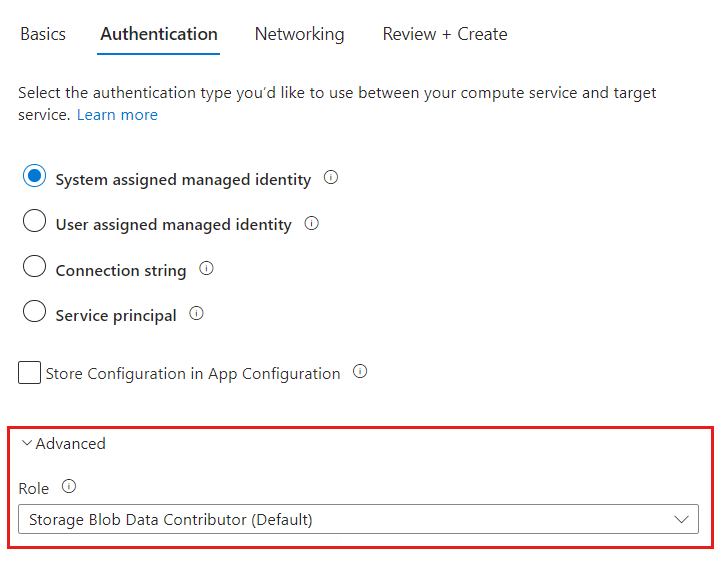 Basics Authentication Networking Review + Create
Select the authentication type you'd like to use between your compute service and target
service. Learn more
System assigned managed identity
User assigned managed identity
Connection string
Service principal
Store Configuration in App Configuration
Advanced
Role
Storage Blob Data Contributor (Default)